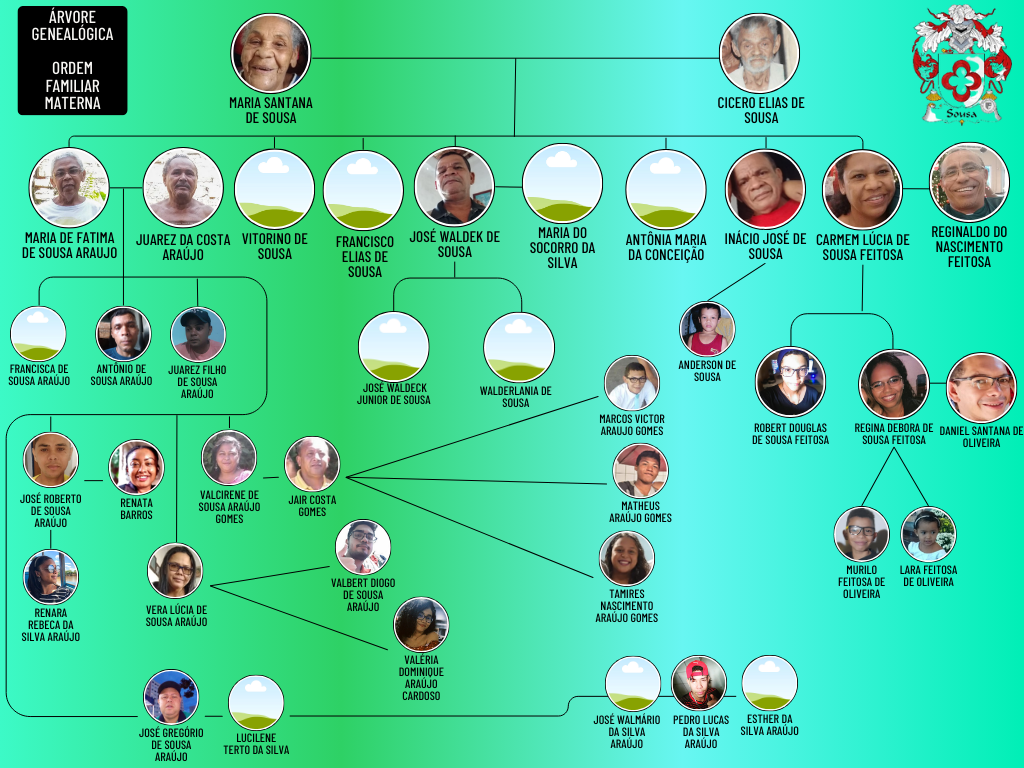 ÁRVORE
GENEALÓGICA
ORDEM
FAMILIAR
MATERNA
MARIA SANTANA
DE SOUSA
CICERO ELIAS DE
SOUSA
Sousa
MARIA DE FATIMA
DE SOUSA ARAUJO
JUAREZ DA COSTA
ARAÚJO
VITORINO DE
SOUSA
FRANCISCO
ELIAS DE
SOUSA
JOSÉ WALDEK DE
SOUSA
MARIA DO
SOCORRO DA
SILVA
ANTÔNIA MARIA
DA CONCEIÇÃO
INÁCIO JOSÉ DE
SOUSA
CARMEM LÚCIA DE
SOUSA FEITOSA
REGINALDO DO
NASCIMENTO
FEITOSA
FRANCISCA DE
SOUSA ARAÚJO
ANTÔNIO DE
SOUSA ARAÚJO
JUAREZ FILHO
DE SOUSA
ARAÚJO
JOSÉ WALDECK
JUNIOR DE SOUSA
WALDERLANIA DE
SOUSA
ANDERSON DE
SOUSA
MARCOS VICTOR
ARAUJO GOMES
ROBERT DOUGLAS
DE SOUSA FEITOSA
REGINA DEBORA DE
SOUSA FEITOSA
DANIEL SANTANA DE
OLIVEIRA
JOSÉ ROBERTO
DE SOUSA
ARAÚJO
RENATA
BARROS
VALCIRENE DE
SOUSA ARAÚJO
GOMES
JAIR COSTA
GOMES
MATHEUS
ARAÚJO GOMES
MURILO
FEITOSA DE
OLIVEIRA
LARA FEITOSA
DE OLIVEIRA
RENARA
REBECA DA
SILVA ARAÚJO
VERA LÚCIA DE
SOUSA ARAÚJO
VALBERT DIOGO
DE SOUSA
ARAÚJO
TAMIRES
NASCIMENTO
ARAÚJO GOMES
VALÉRIA
DOMINIQUE
ARAÚJO
CARDOSO
JOSÉ GREGÓRIO
DE SOUSA
ARAÚJO
LUCILENE
TERTO DA SILVA
JOSÉ WALMÁRIO
DA SILVA
ARAÚJO
PEDRO LUCAS
DA SILVA
ARAÚJO
ESTHER DA
SILVA ARAÚJO